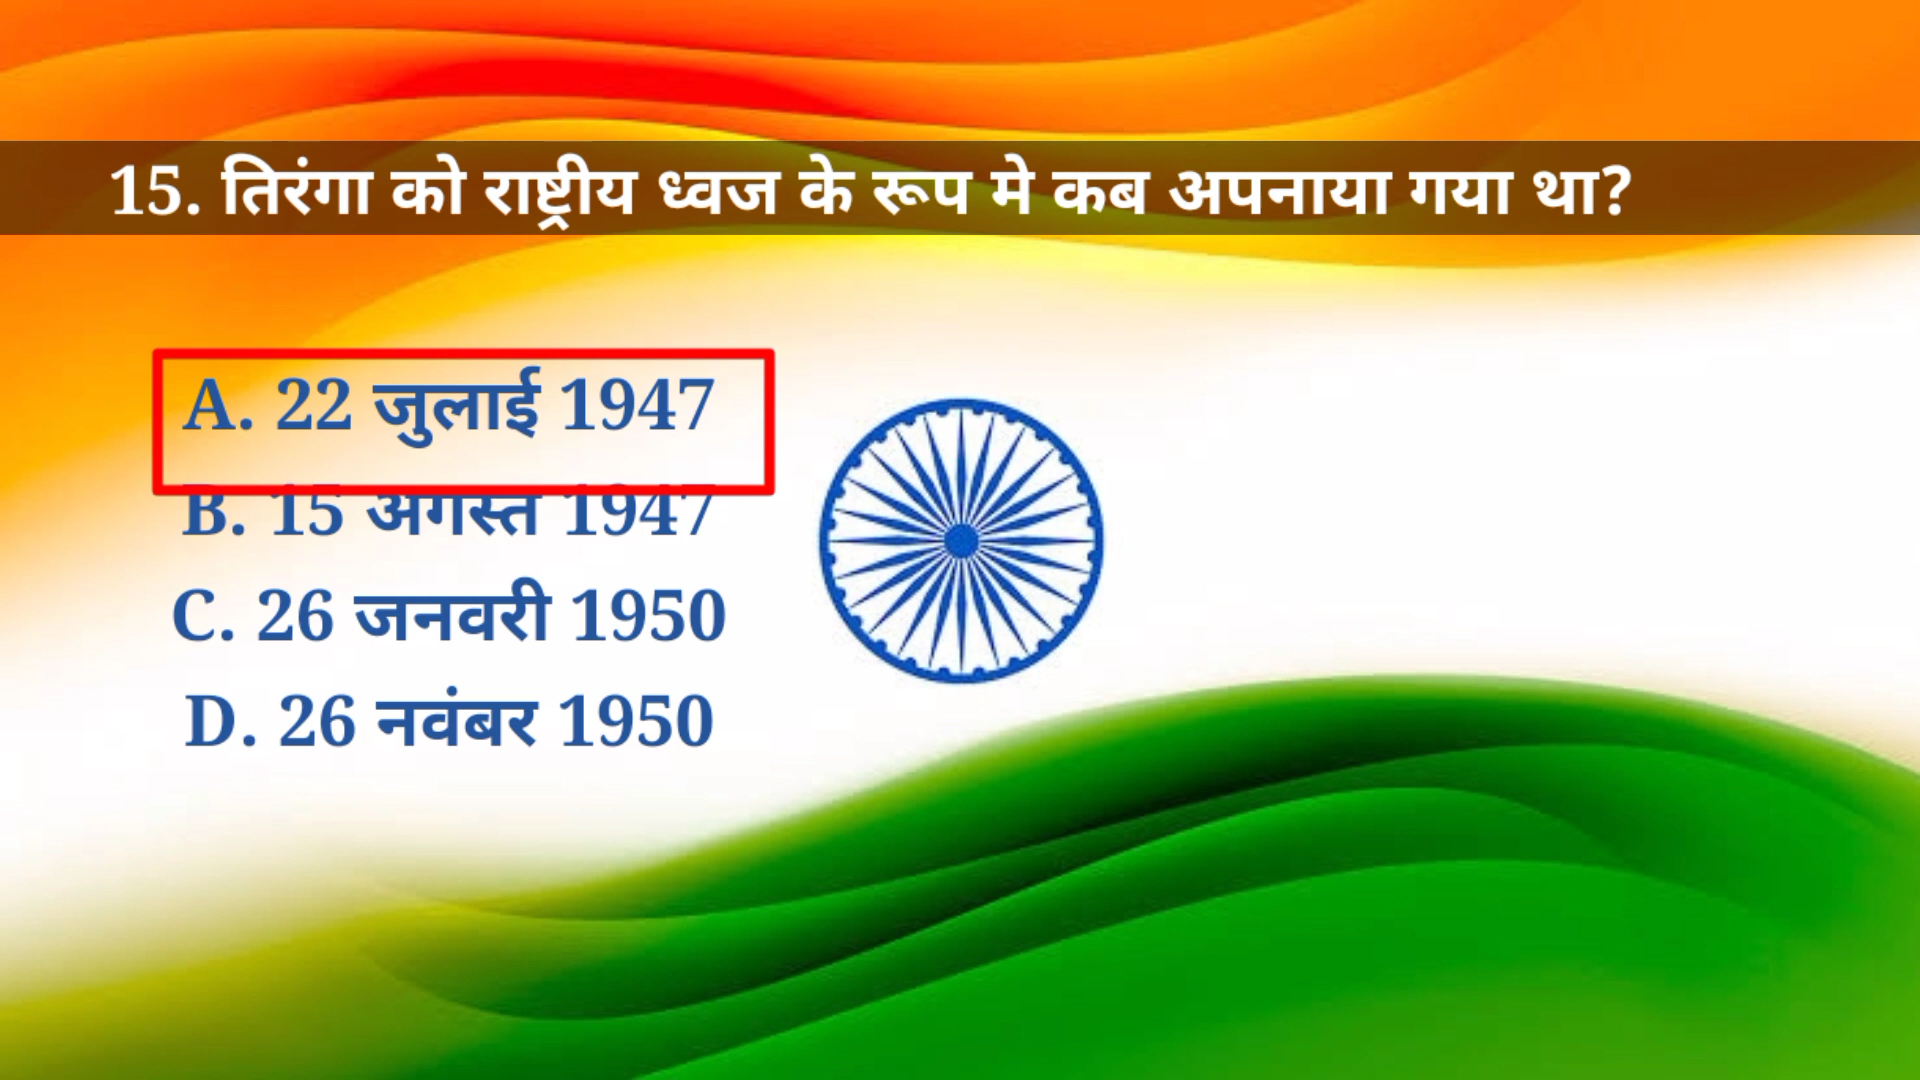 15. तिरंगा को राष्ट्रीय ध्वज के रूप मे कब अपनाया गया था?
A. 22 जुलाई 1947
B. 15 अगस्त 1947
C. 26 जनवरी 1950
D. 26 नवंबर 1950